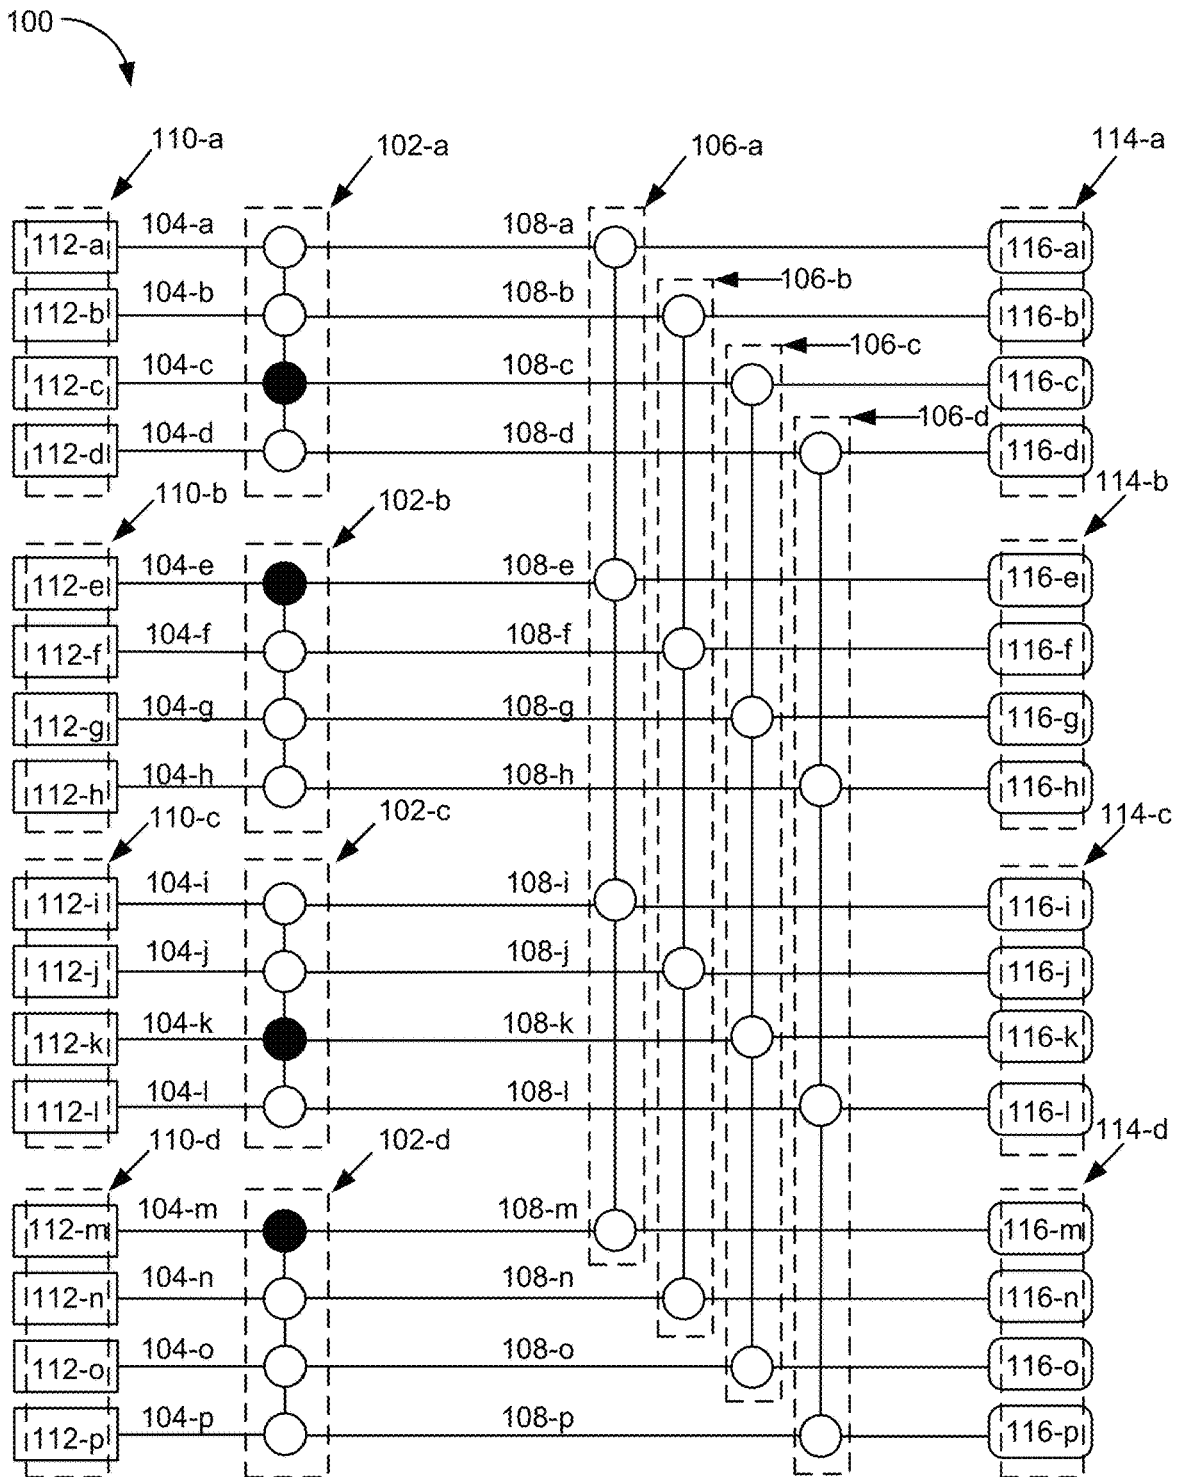 100
110-a 102-a 106-a 114-a
112-a 104-a 108-a 116-a
106-b
112-b 104-b 108-b 116-b
106-c
112-c 104-c 108-c 116-c
106-d
112-d 104-d 108-d 116-d
110-b 102-b 114-b
112-e 104-e 108-e 116-e
112-f 104-f 108-f 116-f
112-g 104-g 108-g 116-g
112-h 104-h 108-h 116-h
110-c 102-c 114-c
112-i 104-i 108-i 116-i
112-j 104-j 108-j 116-j
112-k 104-k 108-k 116-k
112-l 104-l 108-l 116-l
110-d 102-d 114-d
112-m 104-m 108-m 116-m
112-n 104-n 108-n 116-n
112-o 104-o 108-o 116-o
112-p 104-p 108-p 116-p